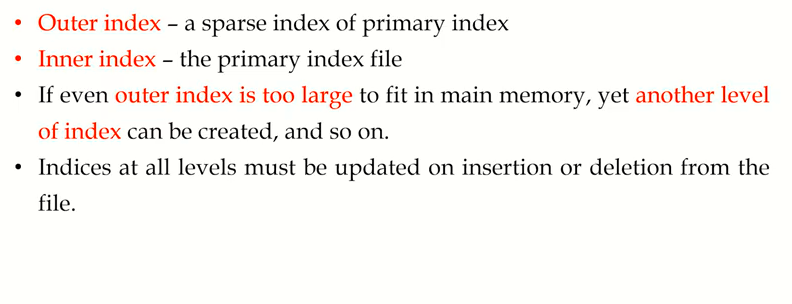 • Outer index – a sparse index of primary index
• Inner index – the primary index file
• If even outer index is too large to fit in main memory, yet another level
of index can be created, and so on.
• Indices at all levels must be updated on insertion or deletion from the
file.